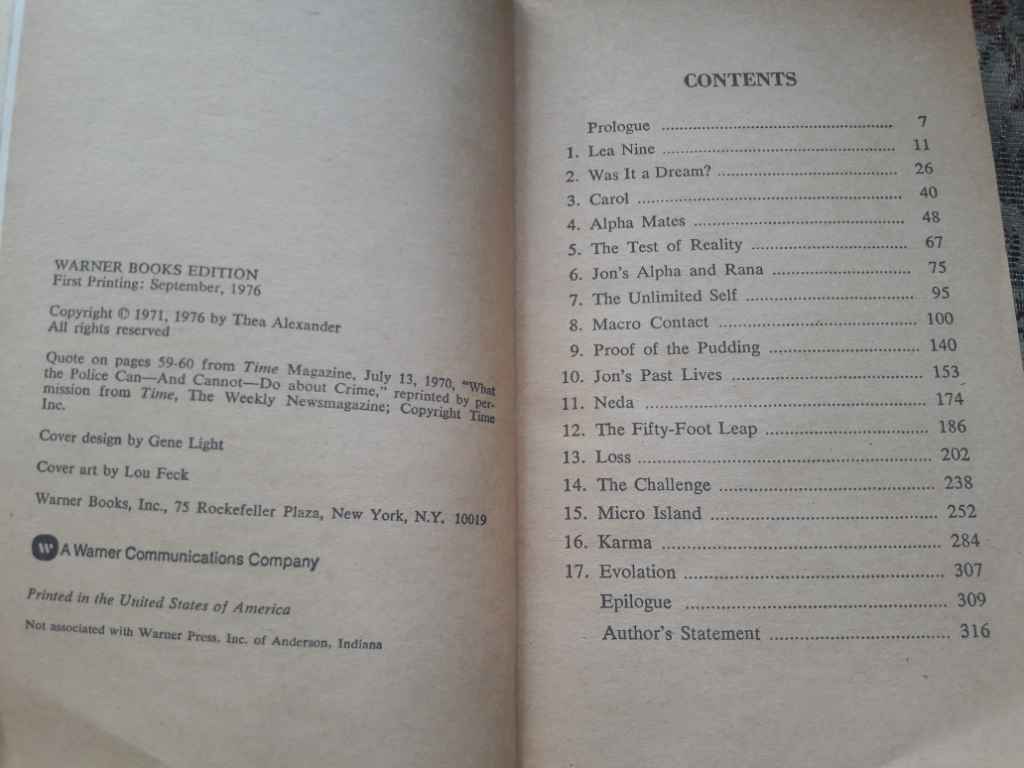 WARNER BOOKS EDITION
First Printing: September, 1976
Copyright © 1971, 1976 by Thea Alexander
All rights reserved
Quote on pages 59-60 from Time Magazine, July 13, 1970, "What
the Police Can—And Cannot—Do about Crime," reprinted by per-
mission from Time, The Weekly Newsmagazine; Copyright Time
Inc.
Cover design by Gene Light
Cover art by Lou Feck
Warner Books, Inc., 75 Rockefeller Plaza, New York, N.Y. 10019
W A Warner Communications Company
Printed in the United States of America
Not associated with Warner Press, Inc. of Anderson, Indiana
CONTENTS
Prologue ........................ 7
1. Lea Nine ........................ 11
2. Was It a Dream? ........................ 26
3. Carol ........................ 40
4. Alpha Mates ........................ 48
5. The Test of Reality ........................ 67
6. Jon's Alpha and Rana ........................ 75
7. The Unlimited Self ........................ 95
8. Macro Contact ........................ 100
9. Proof of the Pudding ........................ 140
10. Jon's Past Lives ........................ 153
11. Neda ........................ 174
12. The Fifty-Foot Leap ........................ 186
13. Loss ........................ 202
14. The Challenge ........................ 238
15. Micro Island ........................ 252
16. Karma ........................ 284
17. Evolation ........................ 307
Epilogue ........................ 309
Author's Statement ........................ 316